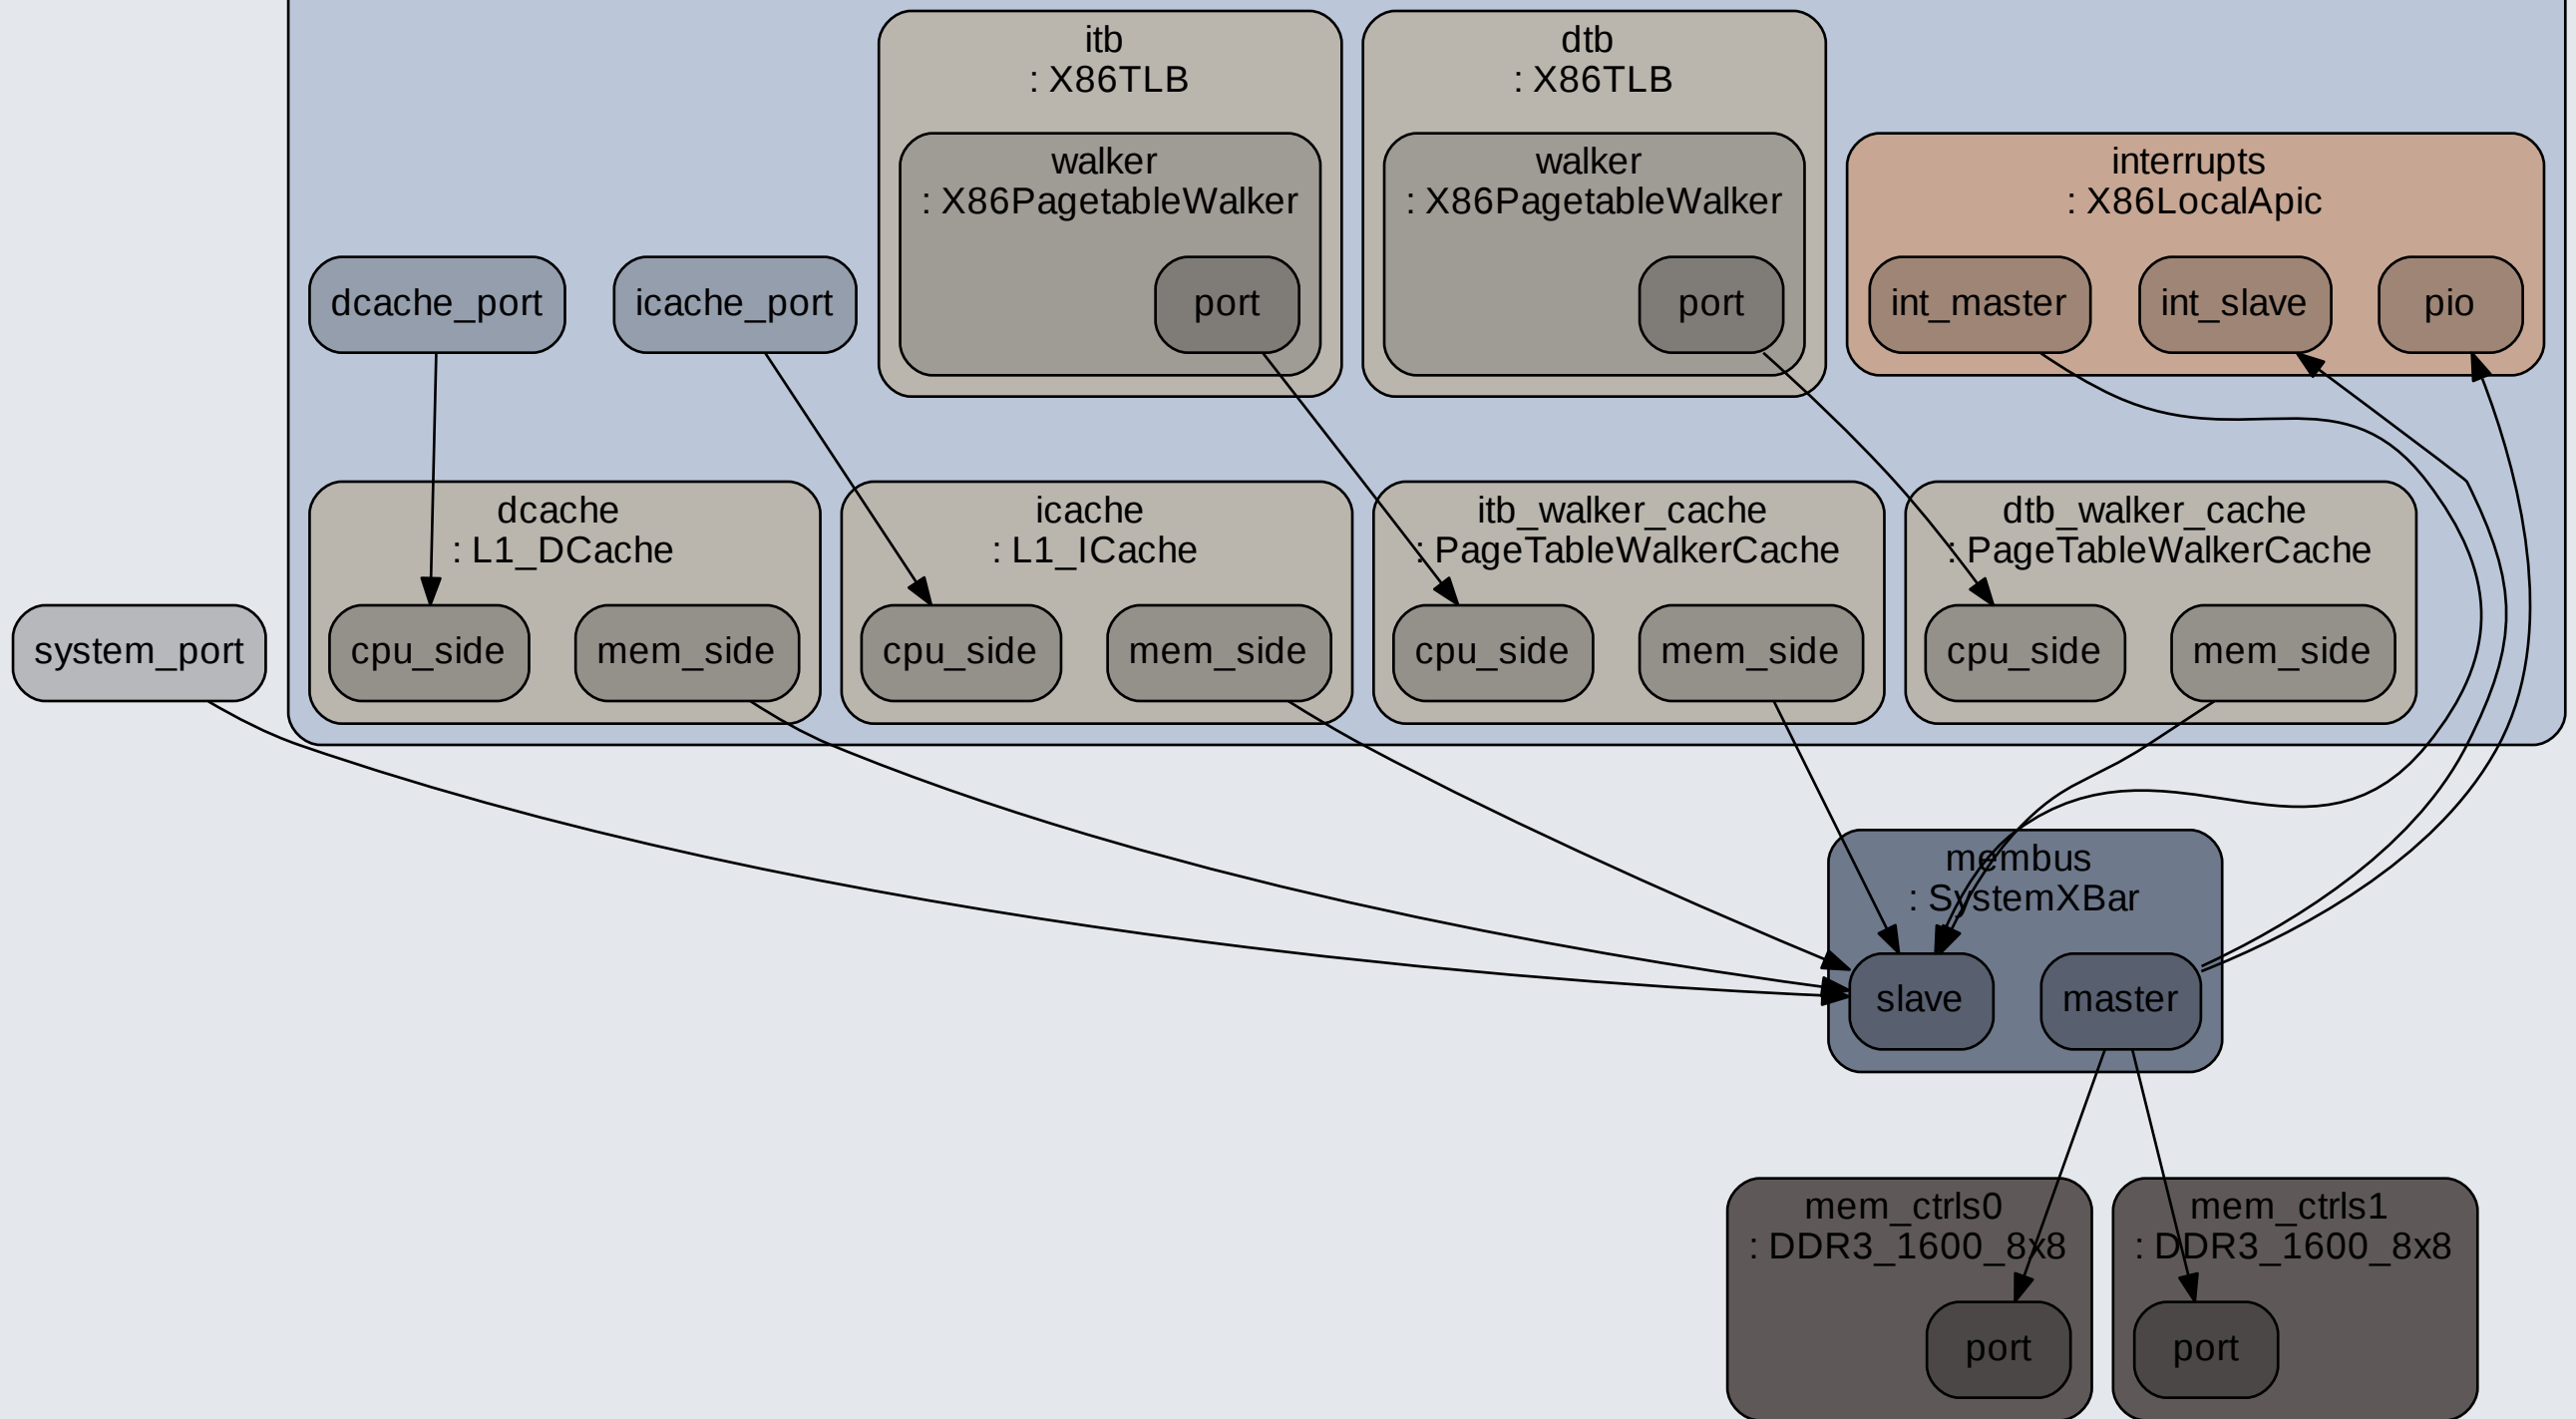 itb
: X86TLB
dtb
: X86TLB
walker
: X86PagetableWalker
walker
: X86PagetableWalker
interrupts
: X86LocalApic
dcache_port
icache_port
port
port
int_master
int_slave
pio
dcache
: L1_DCache
icache
: L1_ICache
itb_walker_cache
: PageTableWalkerCache
dtb_walker_cache
: PageTableWalkerCache
system_port
cpu_side
mem_side
cpu_side
mem_side
cpu_side
mem_side
cpu_side
mem_side
membus
: SystemXBar
slave
master
mem_ctrls0
: DDR3_1600_8x8
mem_ctrls1
: DDR3_1600_8x8
port
port